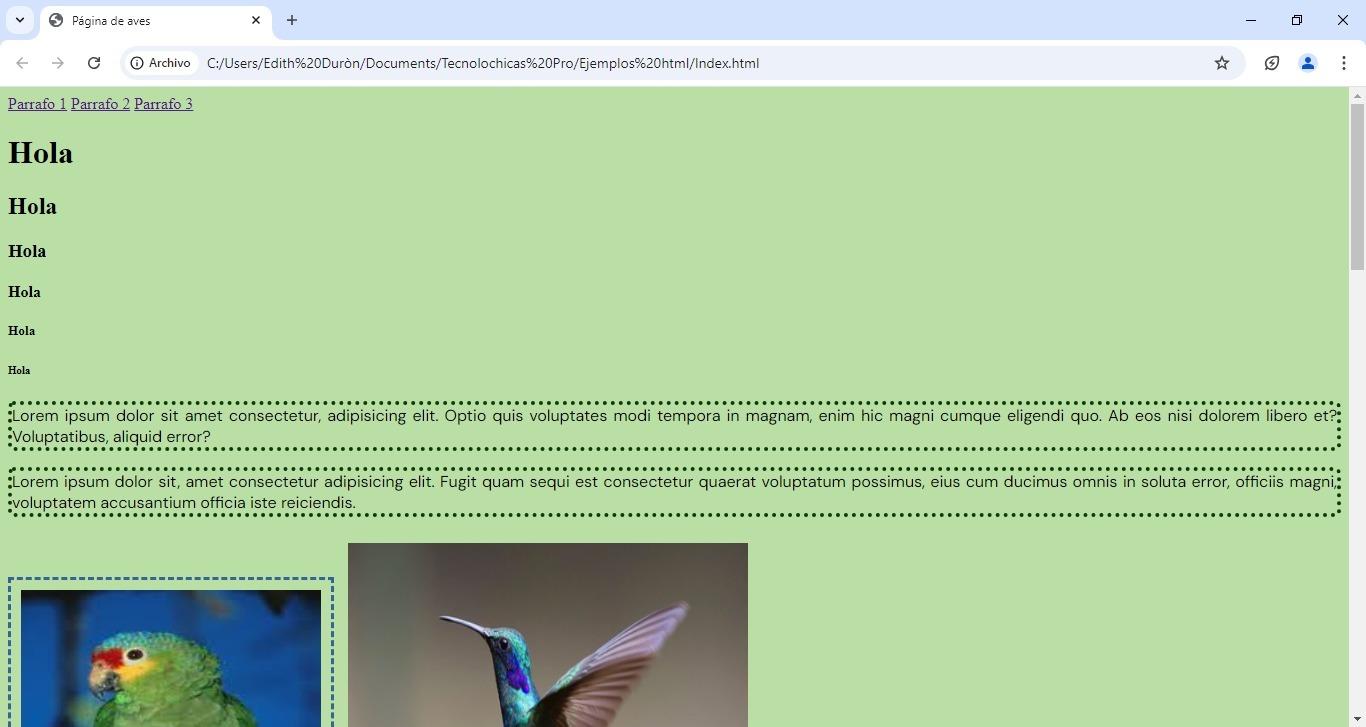 Página de aves
Archivo
C:/Users/Edith%20Duròn/Documents/Tecnolochicas%20Pro/Ejemplos%20html/Index.html
Parrafo 1 Parrafo 2 Parrafo 3
Hola
Hola
Hola
Hola
Hola
Hola
Lorem ipsum dolor sit amet consectetur, adipisicing elit. Optio quis voluptates modi tempora in magnam, enim hic magni cumque eligendi quo. Ab eos nisi dolorem libero et?
Voluptatibus, aliquid error?
Lorem ipsum dolor sit, amet consectetur adipisicing elit. Fugit quam sequi est consectetur quaerat voluptatum possimus, eius cum ducimus omnis in soluta error, officiis magni,
voluptatem accusantium officia iste reiciendis.